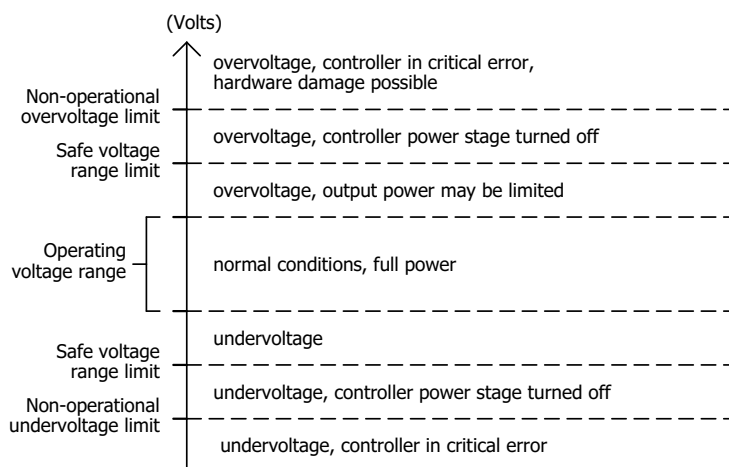 (Volts)
overvoltage, controller in critical error,
hardware damage possible
Non-operational
overvoltage limit
overvoltage, controller power stage turned off
Safe voltage
range limit
overvoltage, output power may be limited
Operating
voltage range
normal conditions, full power
undervoltage
Safe voltage
range limit
undervoltage, controller power stage turned off
Non-operational
undervoltage limit
undervoltage, controller in critical error